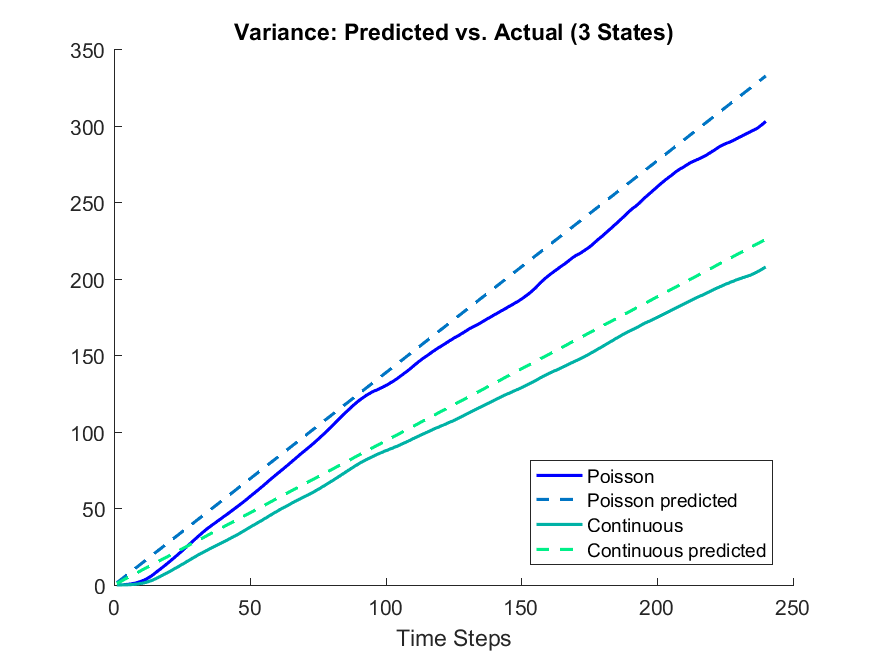 Variance: Predicted vs. Actual (3 States)
350
300
250
200
150
100
50
0
0 50 100 150 200 250
Time Steps
Poisson
Poisson predicted
Continuous
Continuous predicted